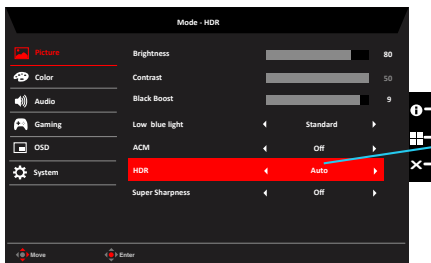 Mode - HDR
Picture
Brightness 80
Color
Contrast 50
Audio
Black Boost 9
Gaming
Low blue light Standard
OSD
ACM Off
System
HDR Auto
Super Sharpness Off
Move Enter